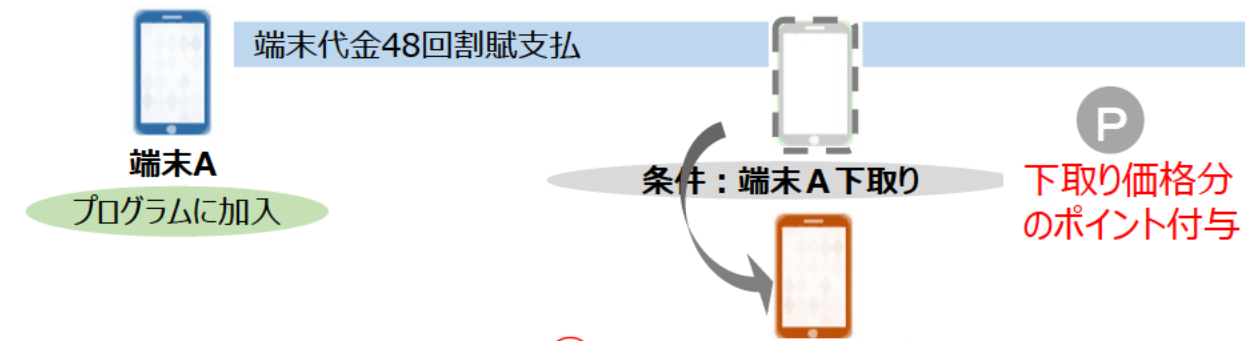 端末代金48回割賦支払
端末A
プログラムに加入
条件：端末A下取り
P
下取り価格分
のポイント付与